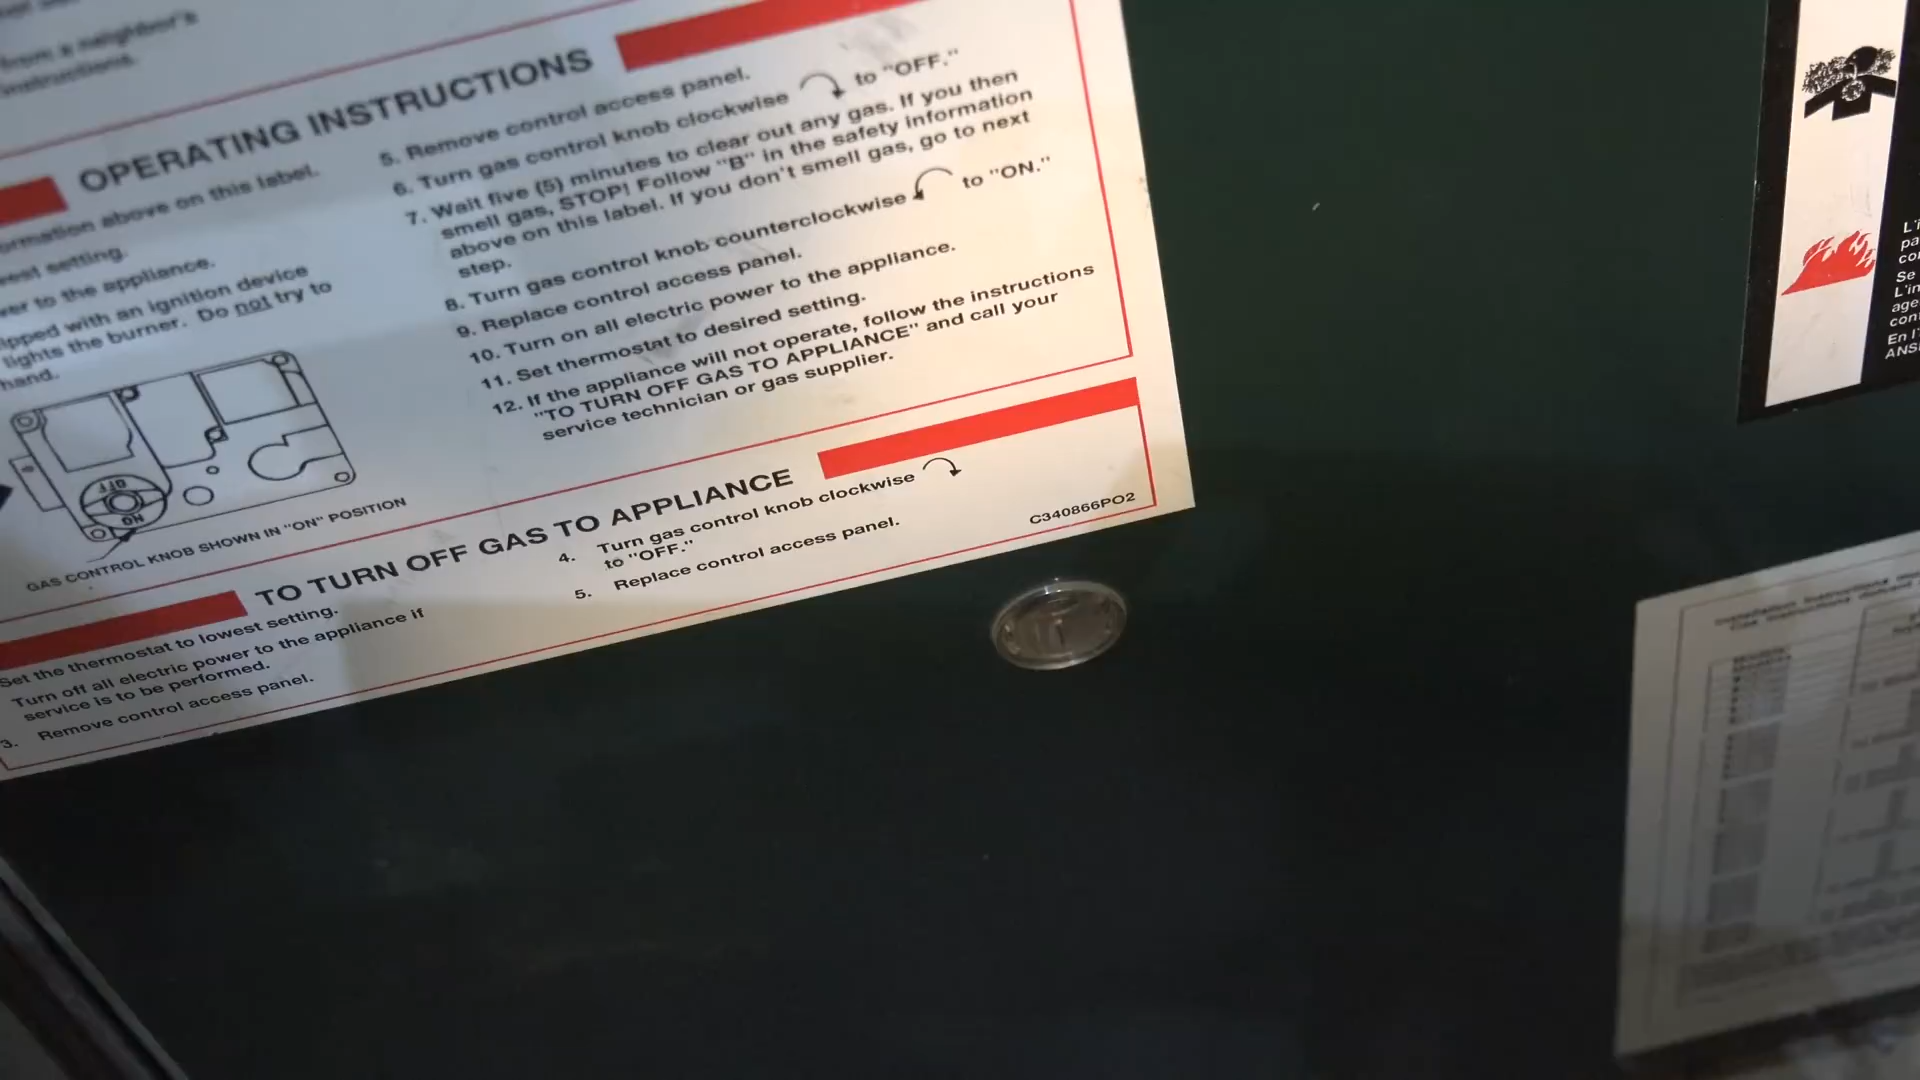 from a neighbor's
instructions.
OPERATING INSTRUCTIONS
ormation above on this label.
west setting.
wer to the appliance.
ipped with an ignition device
lights the burner. Do not try to
hand.
OFF
ON
GAS CONTROL KNOB SHOWN IN "ON" POSITION
5. Remove control access panel.
6. Turn gas control knob clockwise to "OFF."
7. Wait five (5) minutes to clear out any gas. If you then
smell gas, STOP! Follow "B" in the safety information
above on this label. If you don't smell gas, go to next
step.
8. Turn gas control knob counterclockwise to "ON."
9. Replace control access panel.
10. Turn on all electric power to the appliance.
11. Set thermostat to desired setting.
12. If the appliance will not operate, follow the instructions
"TO TURN OFF GAS TO APPLIANCE" and call your
service technician or gas supplier.
TO TURN OFF GAS TO APPLIANCE
Set the thermostat to lowest setting.
Turn off all electric power to the appliance if
service is to be performed.
3. Remove control access panel.
4. Turn gas control knob clockwise
to "OFF."
5. Replace control access panel.
C340866PO2
L'i
pa
co
Se
L'in
age
cont
En l'
ANSI